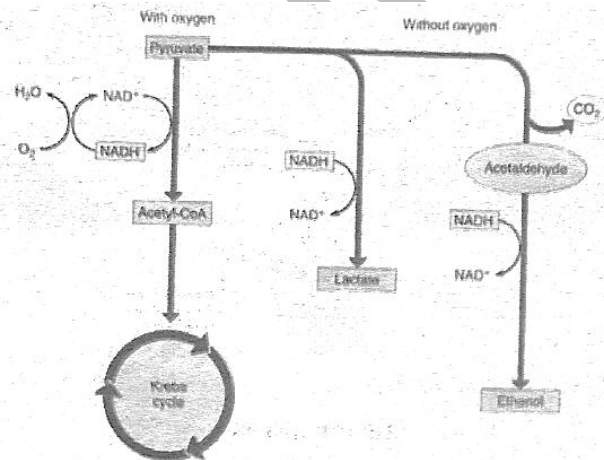 With oxygen
Without oxygen
Pyruvate
H₂O
NAD⁺
CO₂
O₂
NADH
NADH
Acetaldehyde
Acetyl-CoA
NAD⁺
NADH
NAD⁺
Lactate
Krebs
cycle
Ethanol